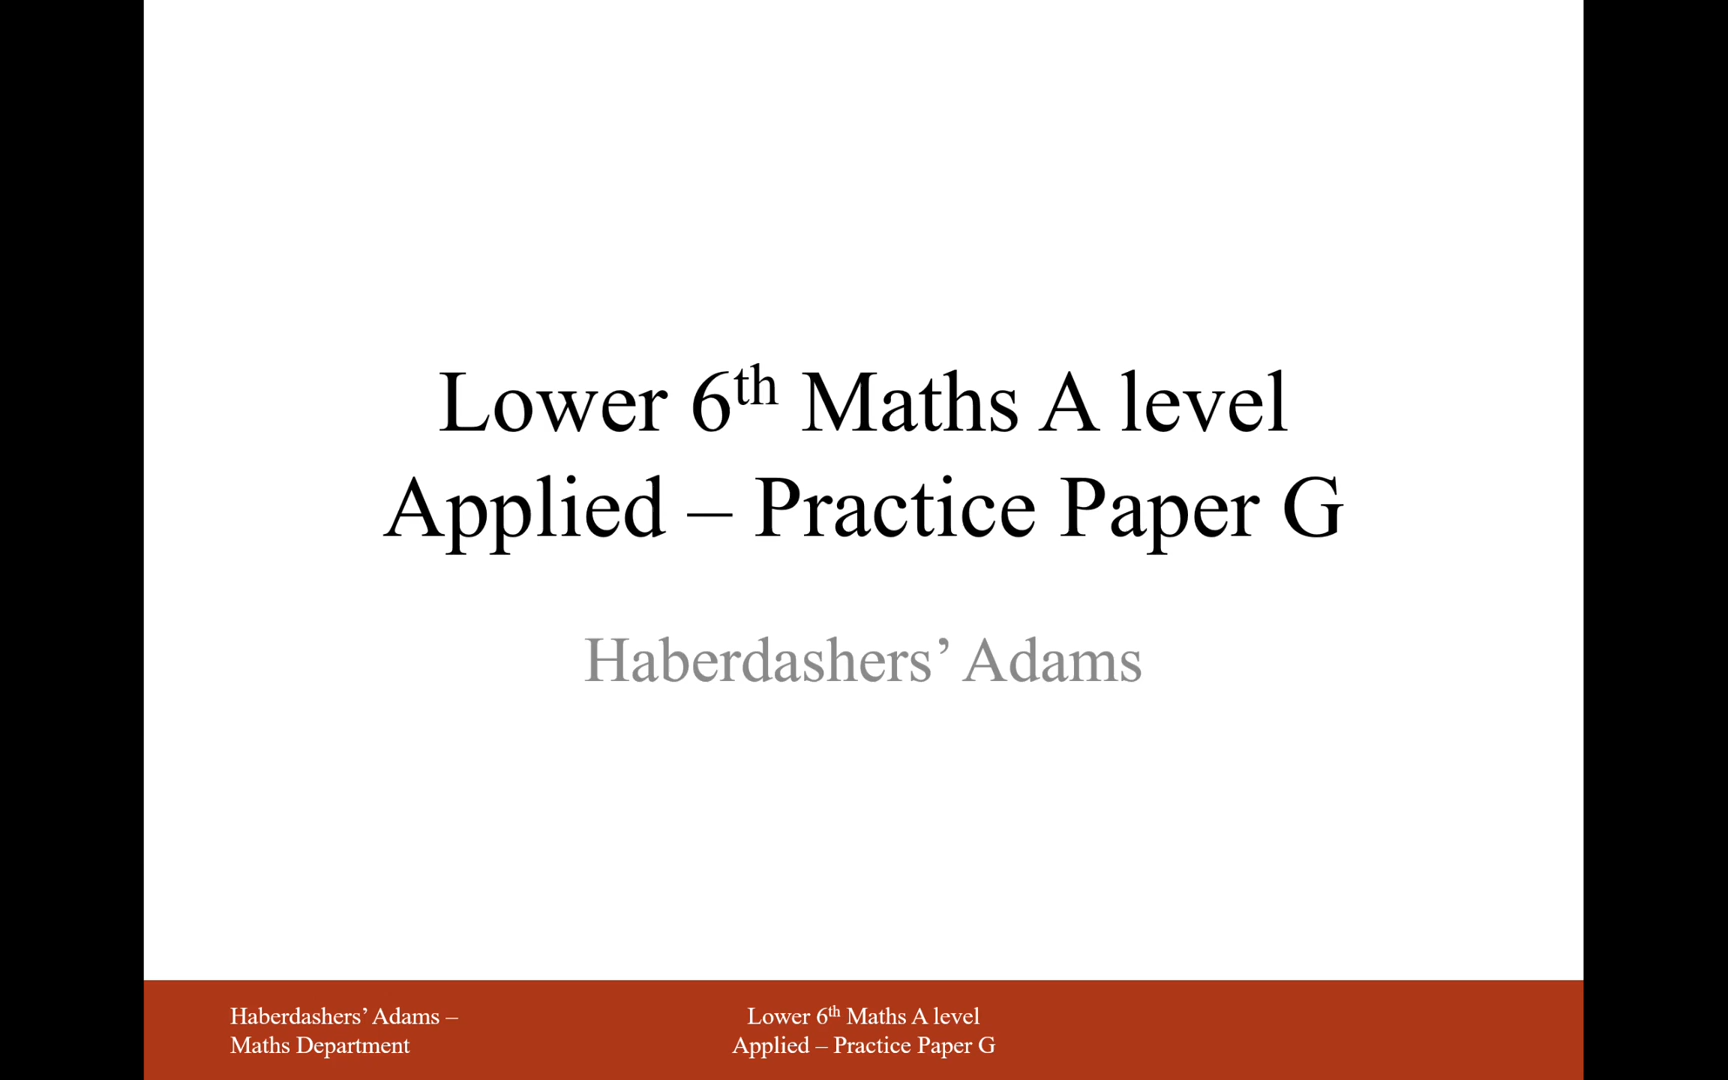 Lower 6th Maths A level
Applied – Practice Paper G
Haberdashers’ Adams
Haberdashers’ Adams –
Maths Department
Lower 6th Maths A level
Applied – Practice Paper G